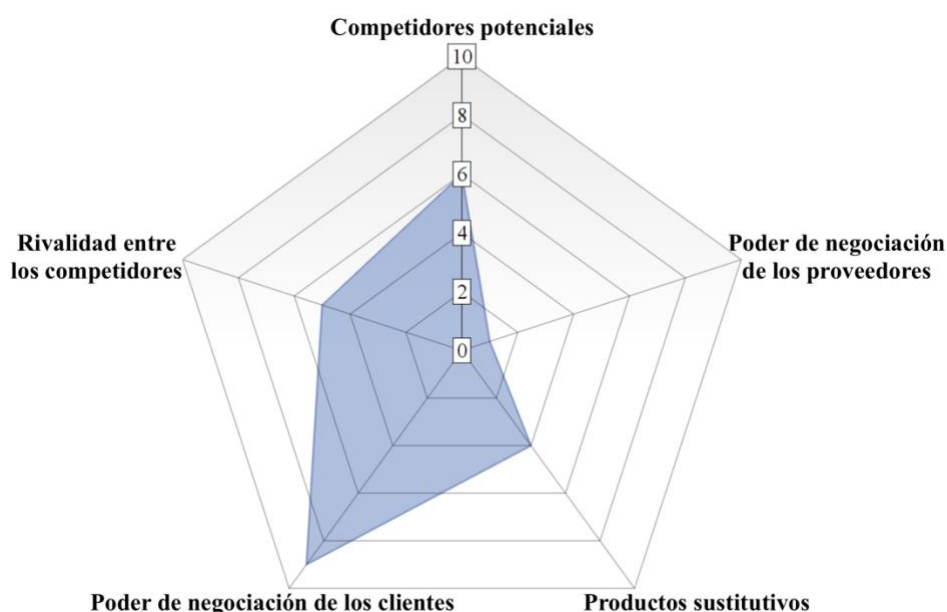 Competidores potenciales
10
8
6
4
2
0
Rivalidad entre
los competidores
Poder de negociación
de los proveedores
Poder de negociación de los clientes
Productos sustitutivos